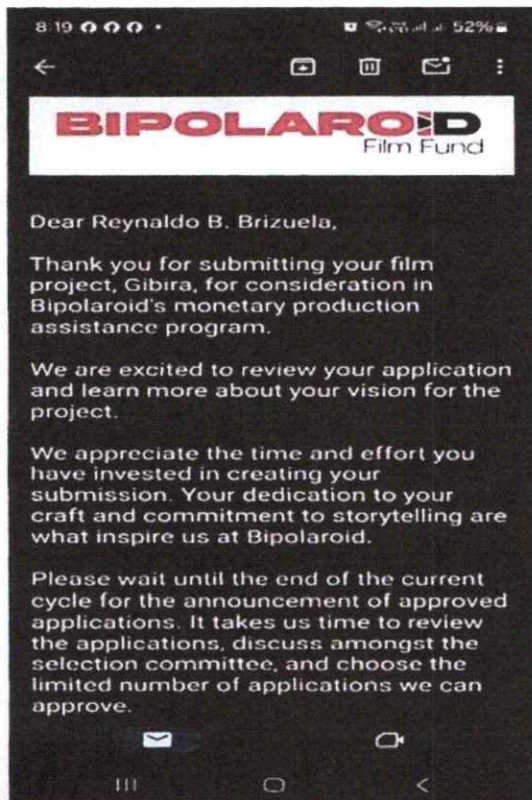 8:19
52%
BIPOLAROID
Film Fund
Dear Reynaldo B. Brizuela,
Thank you for submitting your film
project, Gibira, for consideration in
Bipolaroid's monetary production
assistance program.
We are excited to review your application
and learn more about your vision for the
project.
We appreciate the time and effort you
have invested in creating your
submission. Your dedication to your
craft and commitment to storytelling are
what inspire us at Bipolaroid.
Please wait until the end of the current
cycle for the announcement of approved
applications. It takes us time to review
the applications, discuss amongst the
selection committee, and choose the
limited number of applications we can
approve.